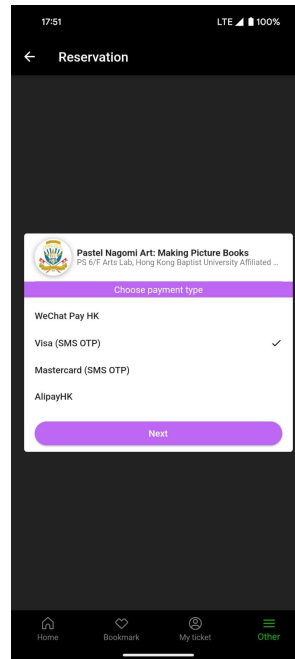 17:51
LTE 100%
Reservation
Pastel Nagomi Art: Making Picture Books
PS 6/F Arts Lab, Hong Kong Baptist University Affiliated ...
Choose payment type
WeChat Pay HK
Visa (SMS OTP)
Mastercard (SMS OTP)
AlipayHK
Next
Home
Bookmark
My ticket
Other